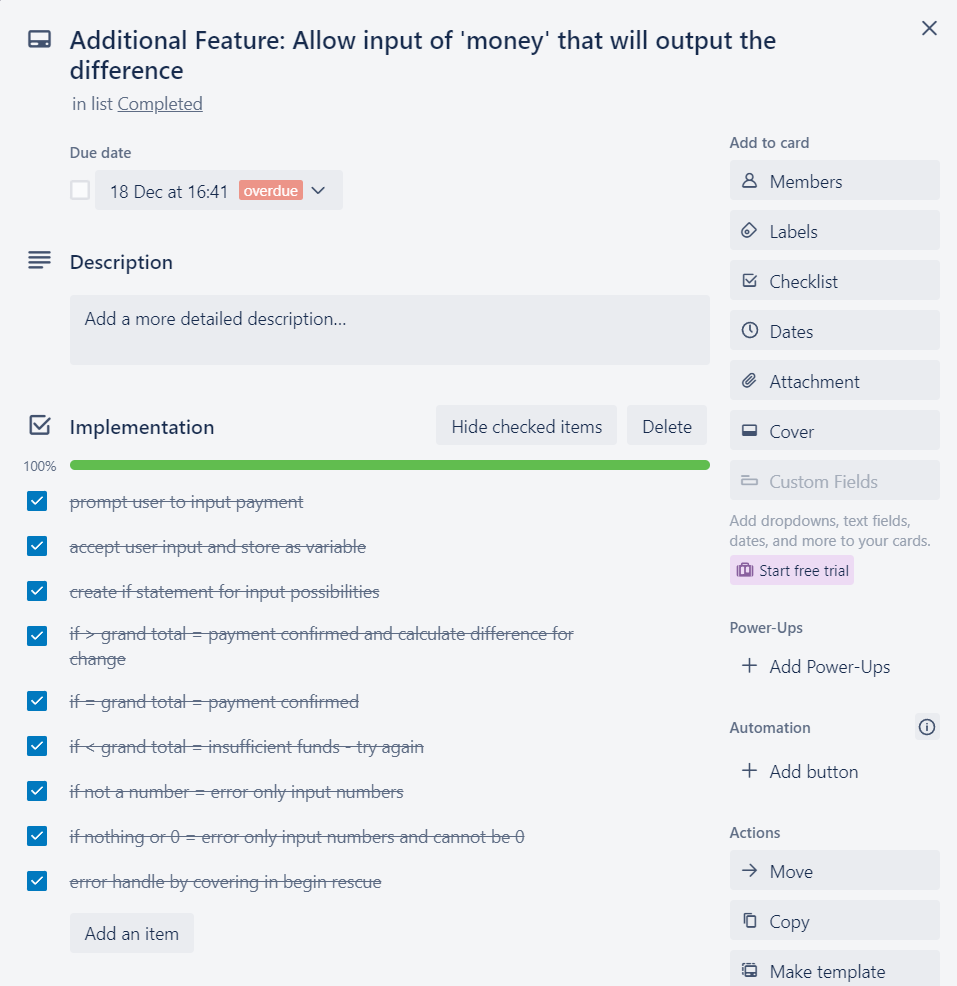 Additional Feature: Allow input of 'money' that will output the
difference
in list Completed
Due date
18 Dec at 16:41 overdue
Description
Add a more detailed description...
Implementation
Hide checked items
Delete
100%
prompt user to input payment
accept user input and store as variable
create if statement for input possibilities
if > grand total = payment confirmed and calculate difference for
change
if = grand total = payment confirmed
if < grand total = insufficient funds - try again
if not a number = error only input numbers
if nothing or 0 = error only input numbers and cannot be 0
error handle by covering in begin rescue
Add an item
Add to card
Members
Labels
Checklist
Dates
Attachment
Cover
Custom Fields
Add dropdowns, text fields,
dates, and more to your cards.
Start free trial
Power-Ups
Add Power-Ups
Automation
Add button
Actions
Move
Copy
Make template